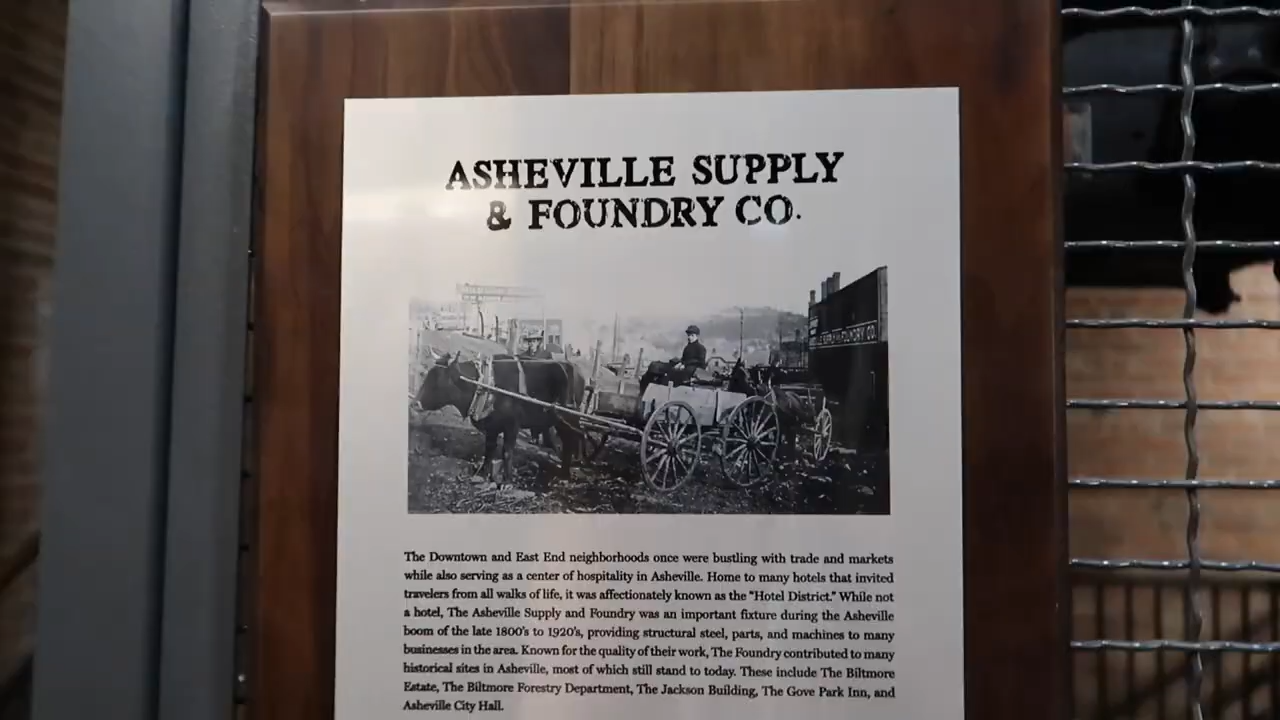 ASHEVILLE SUPPLY
& FOUNDRY CO.
SUPPLY & FOUNDRY CO.
The Downtown and East End neighborhoods once were bustling with trade and markets
while also serving as a center of hospitality in Asheville. Home to many hotels that invited
travelers from all walks of life, it was affectionately known as the "Hotel District." While not
a hotel, The Asheville Supply and Foundry was an important fixture during the Asheville
boom of the late 1800's to 1920's, providing structural steel, parts, and machines to many
businesses in the area. Known for the quality of their work, The Foundry contributed to many
historical sites in Asheville, most of which still stand to today. These include The Biltmore
Estate, The Biltmore Forestry Department, The Jackson Building, The Gove Park Inn, and
Asheville City Hall.